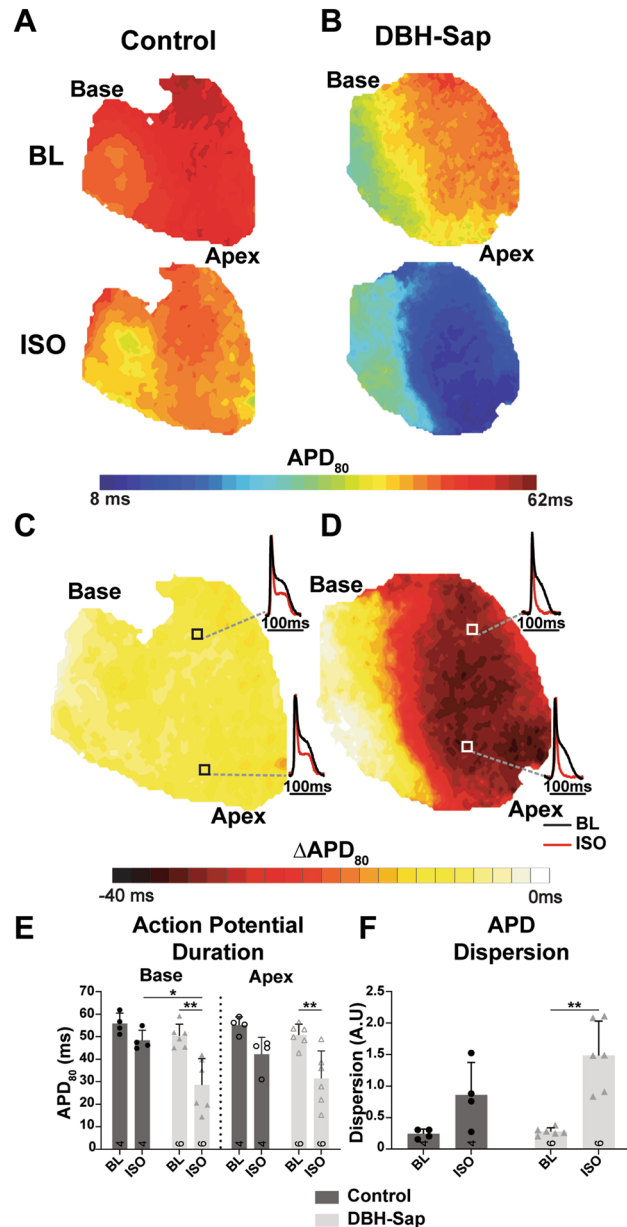 A
B
Control
DBH-Sap
Base
Base
BL
Apex
ISO
APD80
8 ms
62ms
C
D
Base
Base
100ms
100ms
100ms
100ms
Apex
Apex
BL
ISO
ΔAPD80
-40 ms
0ms
E
Action Potential
Duration
F
APD
Dispersion
Base
Apex
*
**
**
**
APD80 (ms)
70
60
50
40
30
20
10
0
4
4
6
6
4
4
6
6
BL
ISO
BL
ISO
BL
ISO
BL
ISO
Dispersion (A.U)
2.5
2.0
1.5
1.0
0.5
0.0
4
4
6
6
BL
ISO
BL
ISO
Control
DBH-Sap